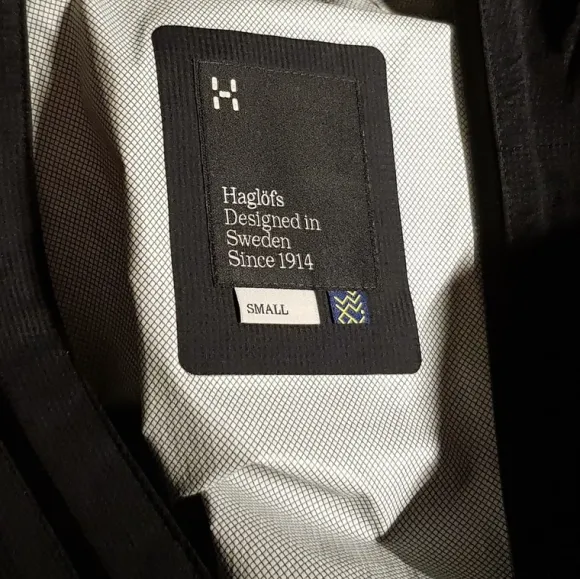 H
Haglöfs
Designed in
Sweden
Since 1914
SMALL